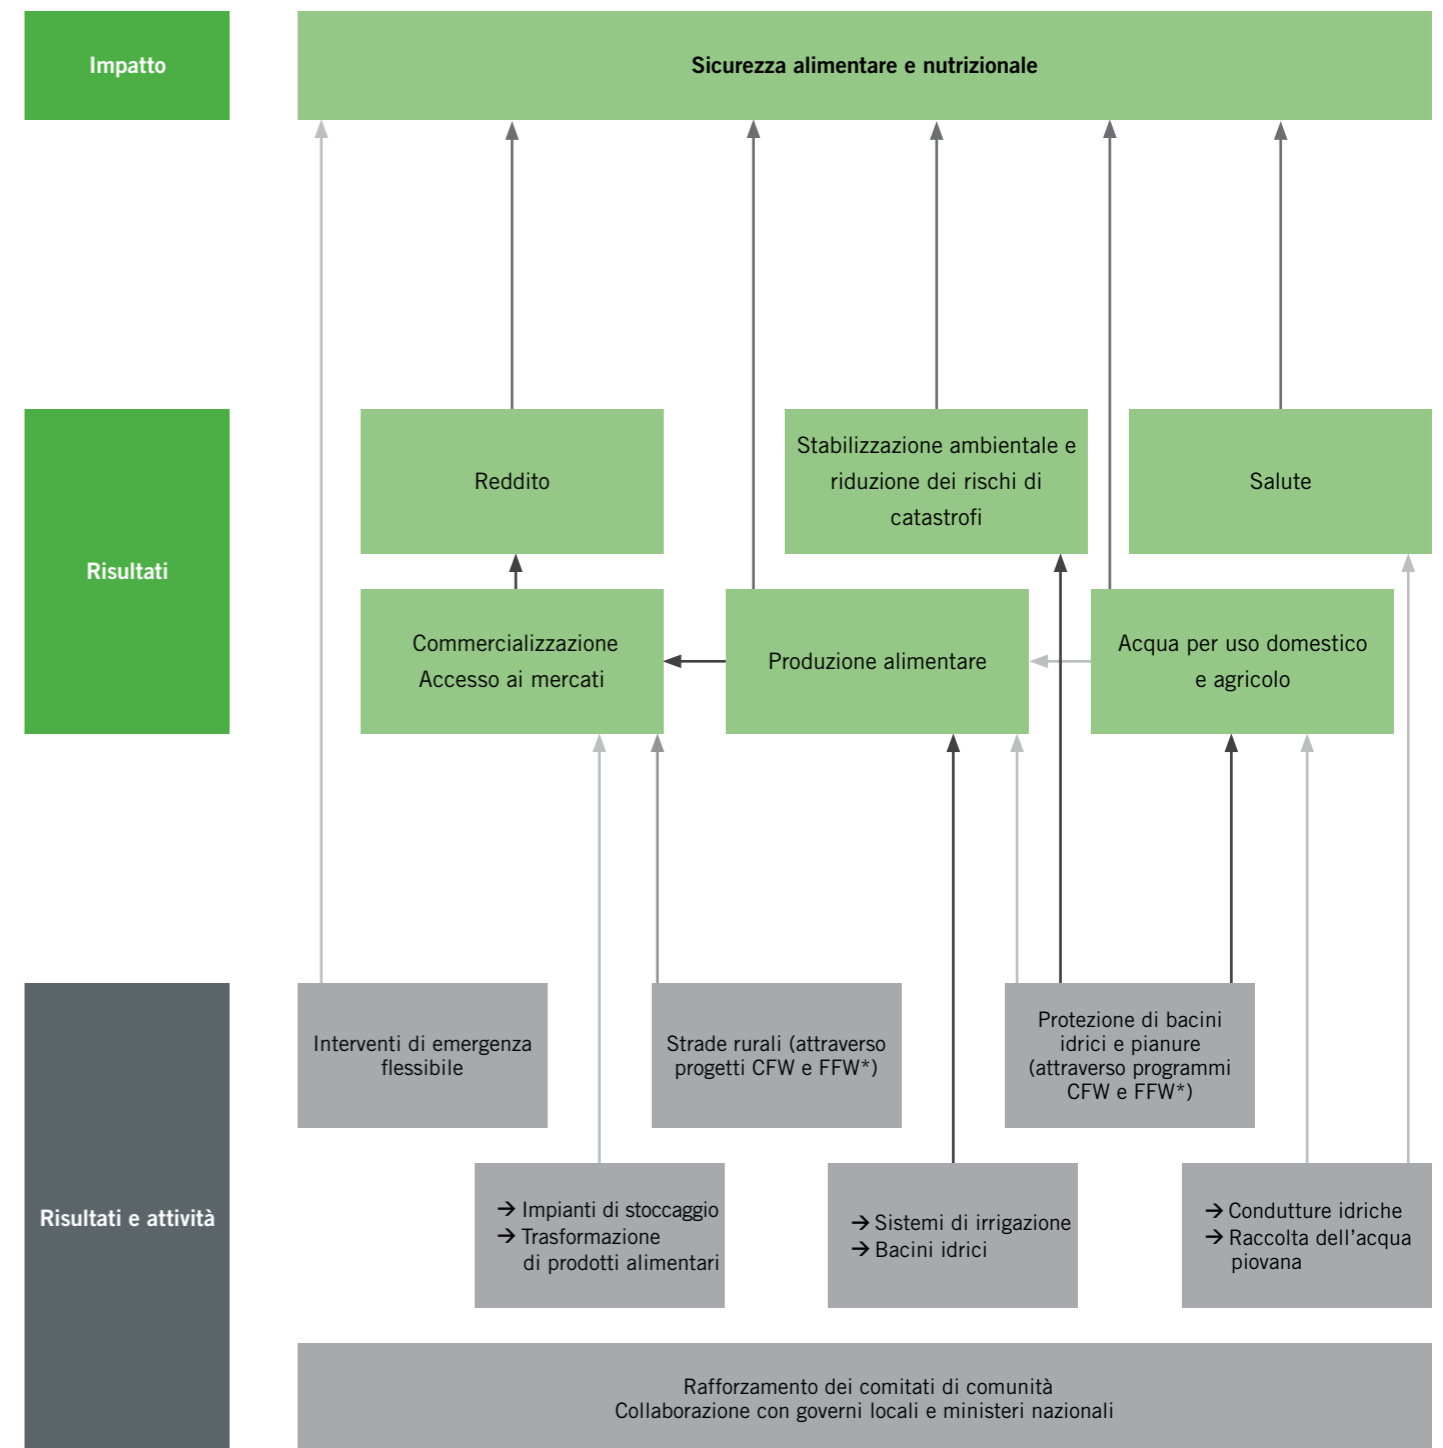 Impatto
Sicurezza alimentare e nutrizionale
Risultati
Reddito
Stabilizzazione ambientale e
riduzione dei rischi di
catastrofi
Salute
Commercializzazione
Accesso ai mercati
Produzione alimentare
Acqua per uso domestico
e agricolo
Risultati e attività
Interventi di emergenza
flessibile
Strade rurali (attraverso
progetti CFW e FFW*)
Protezione di bacini
idrici e pianure
(attraverso programmi
CFW e FFW*)
→ Impianti di stoccaggio
→ Trasformazione
di prodotti alimentari
→ Sistemi di irrigazione
→ Bacini idrici
→ Condutture idriche
→ Raccolta dell'acqua
piovana
Rafforzamento dei comitati di comunità
Collaborazione con governi locali e ministeri nazionali